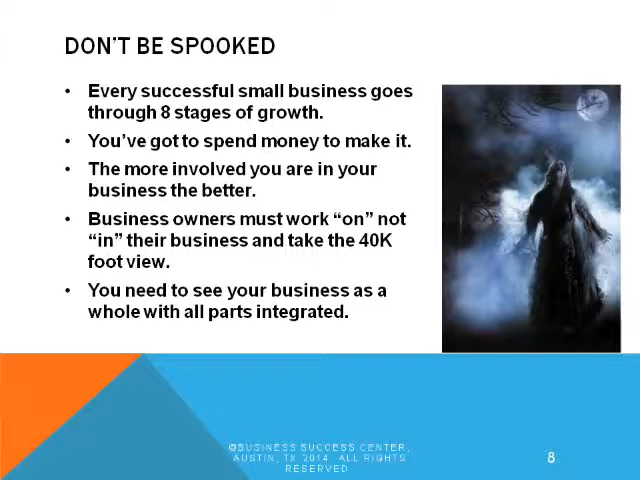 DON'T BE SPOOKED
• Every successful small business goes
through 8 stages of growth.
• You've got to spend money to make it.
• The more involved you are in your
business the better.
• Business owners must work “on” not
“in” their business and take the 40K
foot view.
• You need to see your business as a
whole with all parts integrated.
©BUSINESS SUCCESS CENTER,
AUSTIN, TX 2014 ALL RIGHTS
RESERVED
8